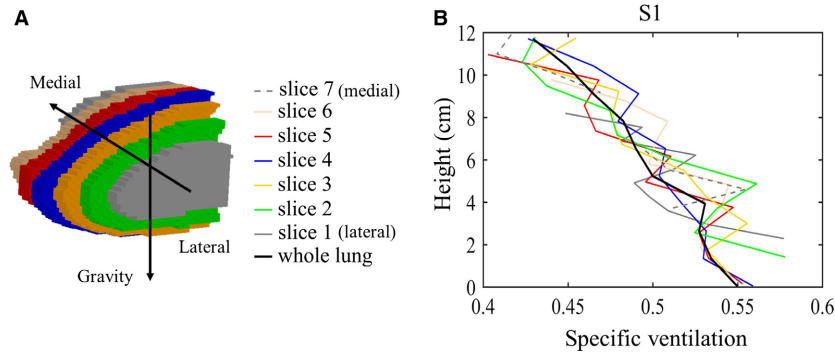 A
Medial
Lateral
Gravity
slice 7 (medial)
slice 6
slice 5
slice 4
slice 3
slice 2
slice 1 (lateral)
whole lung
B
S1
12
10
8
6
4
2
0
Height (cm)
0.4
0.45
0.5
0.55
0.6
Specific ventilation